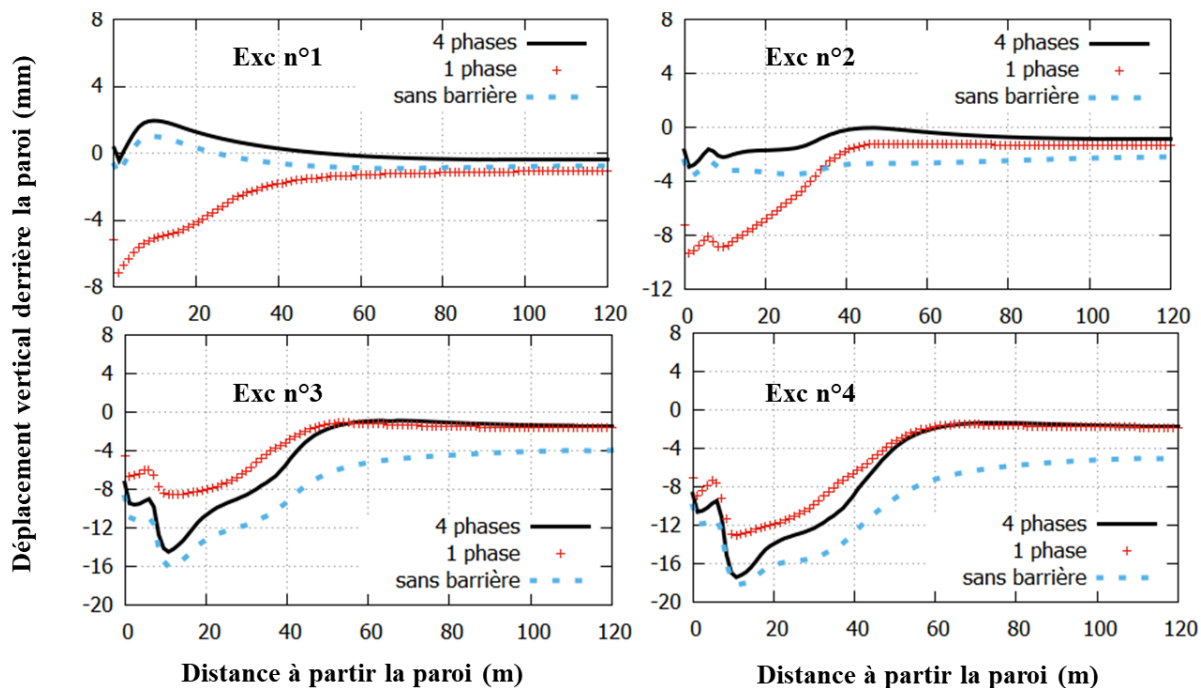 Déplacement vertical derrière la paroi (mm)
Exc n°1
4 phases
1 phase
sans barrière
8
4
0
-4
-8
0 20 40 60 80 100 120
Exc n°2
4 phases
1 phase
sans barrière
8
4
0
-4
-8
-12
0 20 40 60 80 100 120
Exc n°3
4 phases
1 phase
sans barrière
8
4
0
-4
-8
-12
-16
-20
0 20 40 60 80 100 120
Exc n°4
4 phases
1 phase
sans barrière
8
4
0
-4
-8
-12
-16
-20
0 20 40 60 80 100 120
Distance à partir la paroi (m)
Distance à partir la paroi (m)